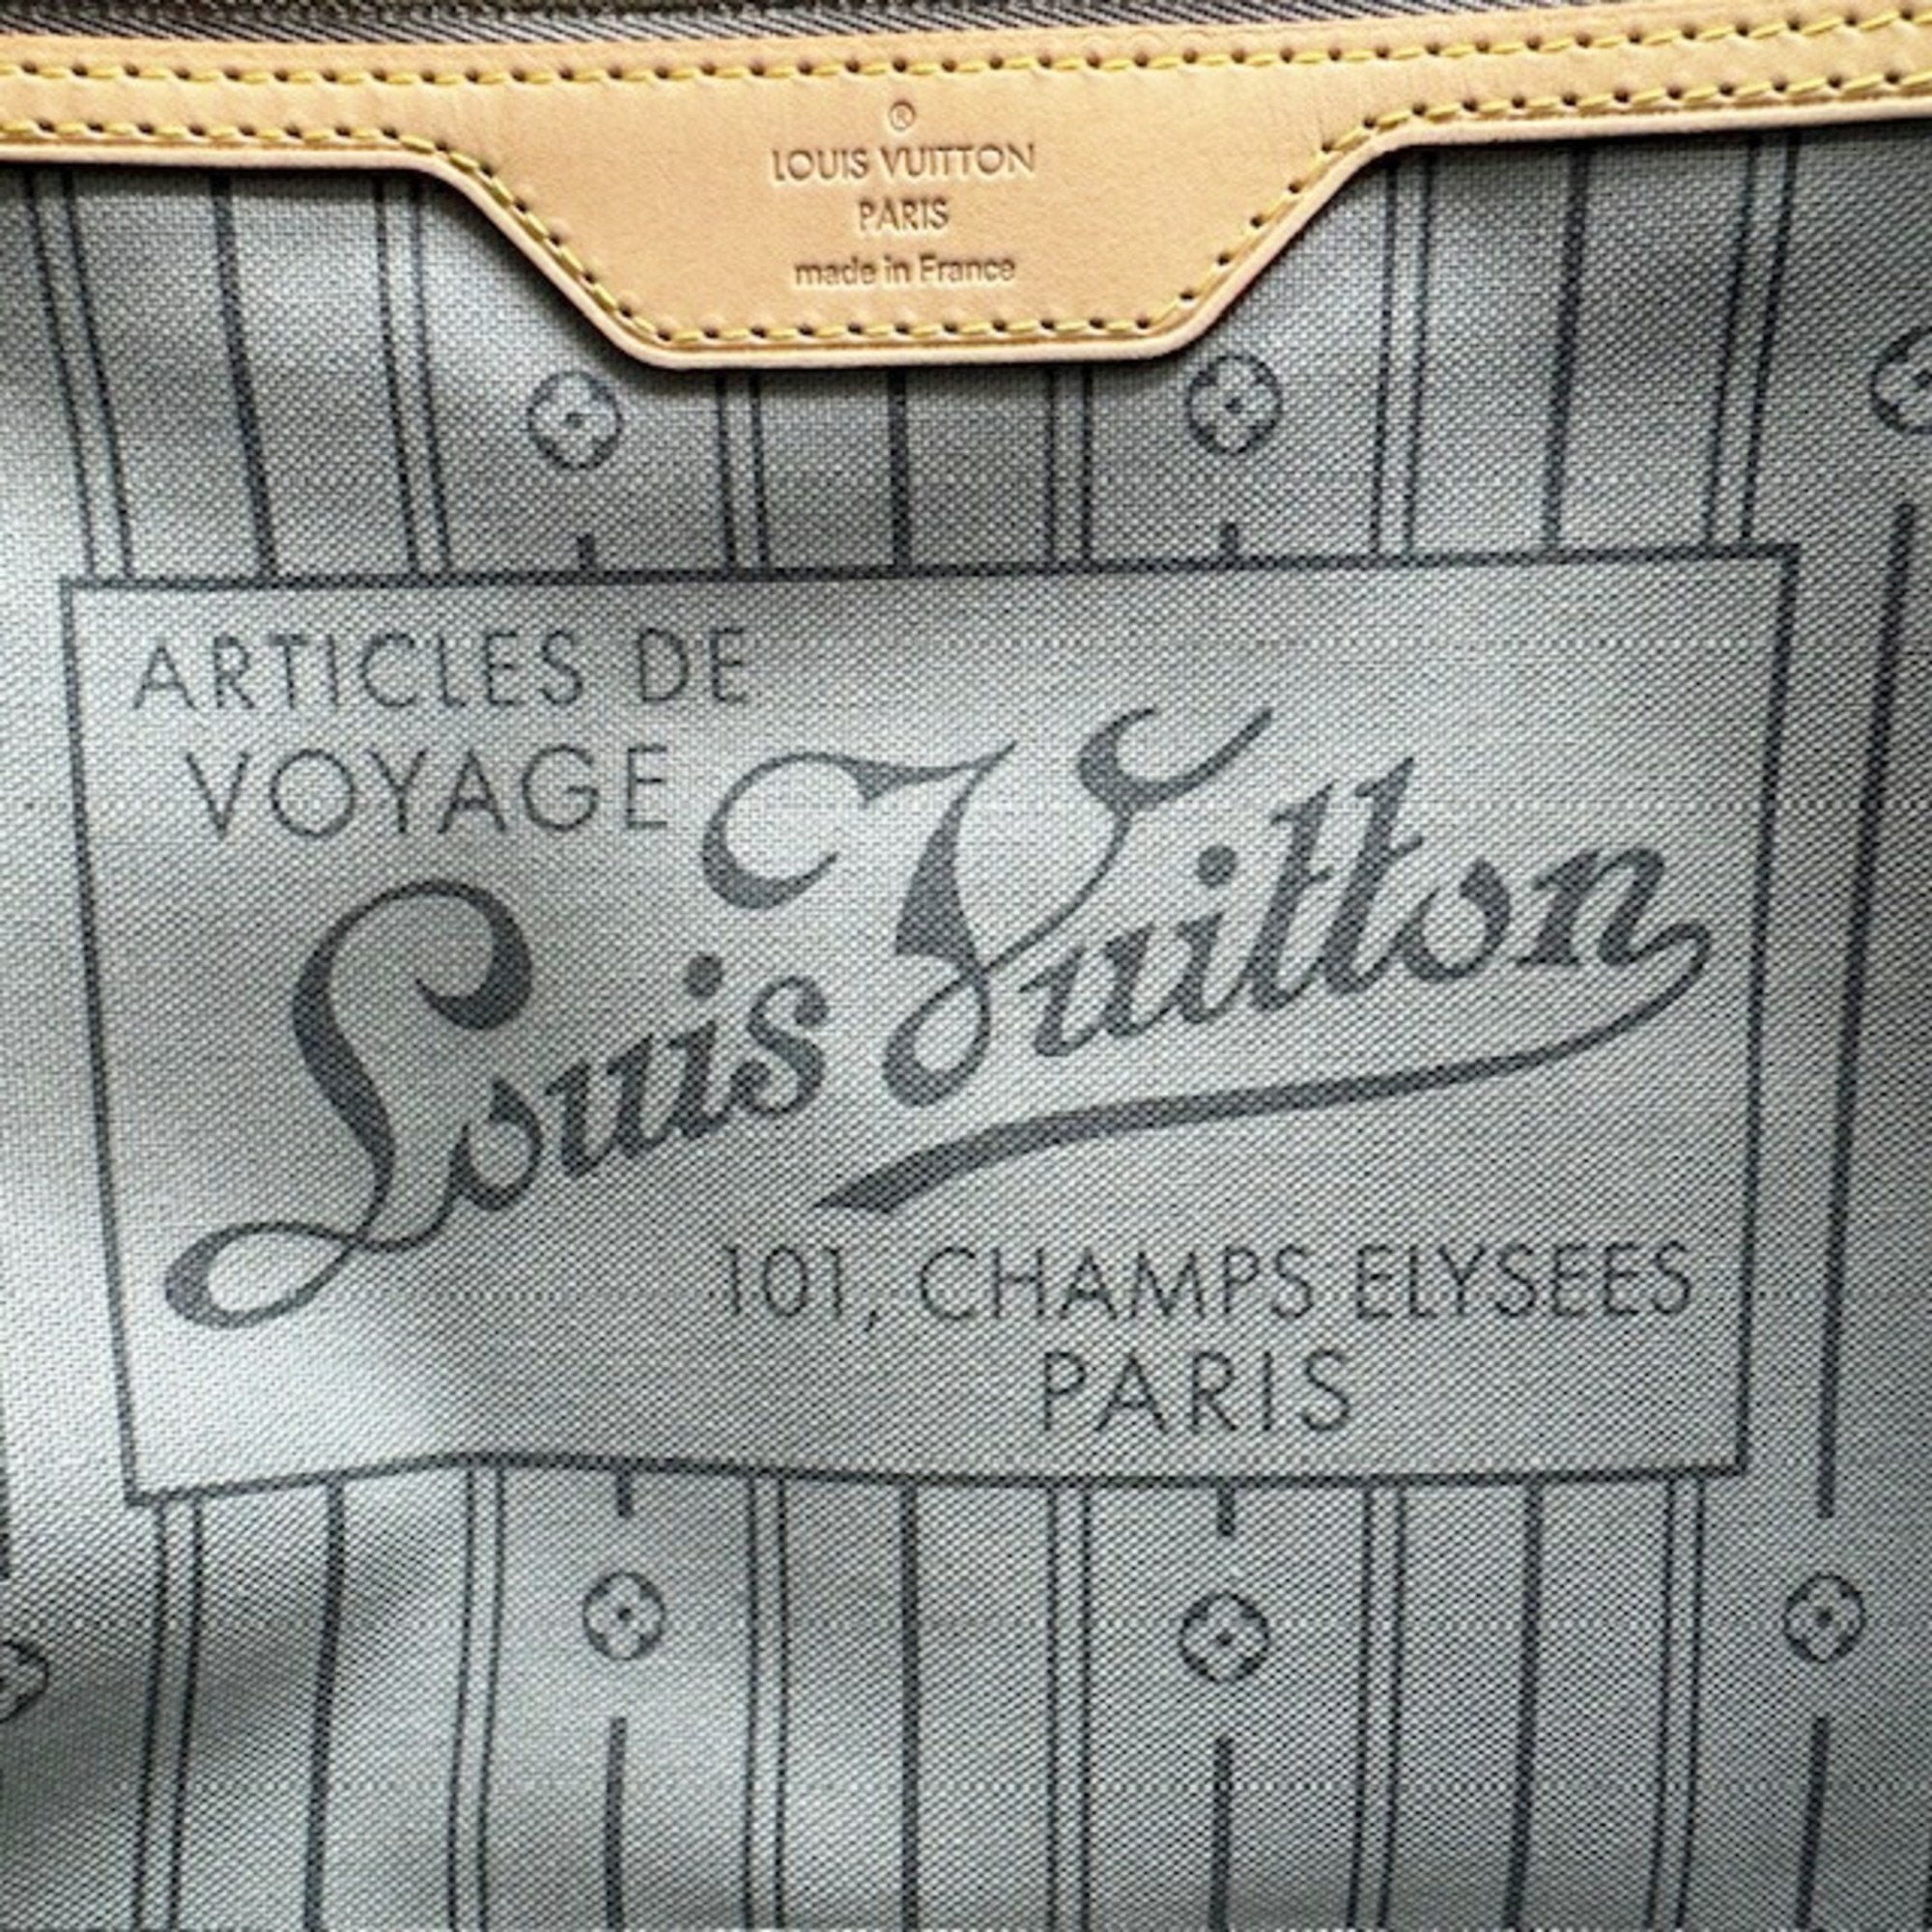 ®
LOUIS VUITTON
PARIS
made in France
ARTICLES DE
VOYAGE
Louis Vuitton
101, CHAMPS ELYSEES
PARIS